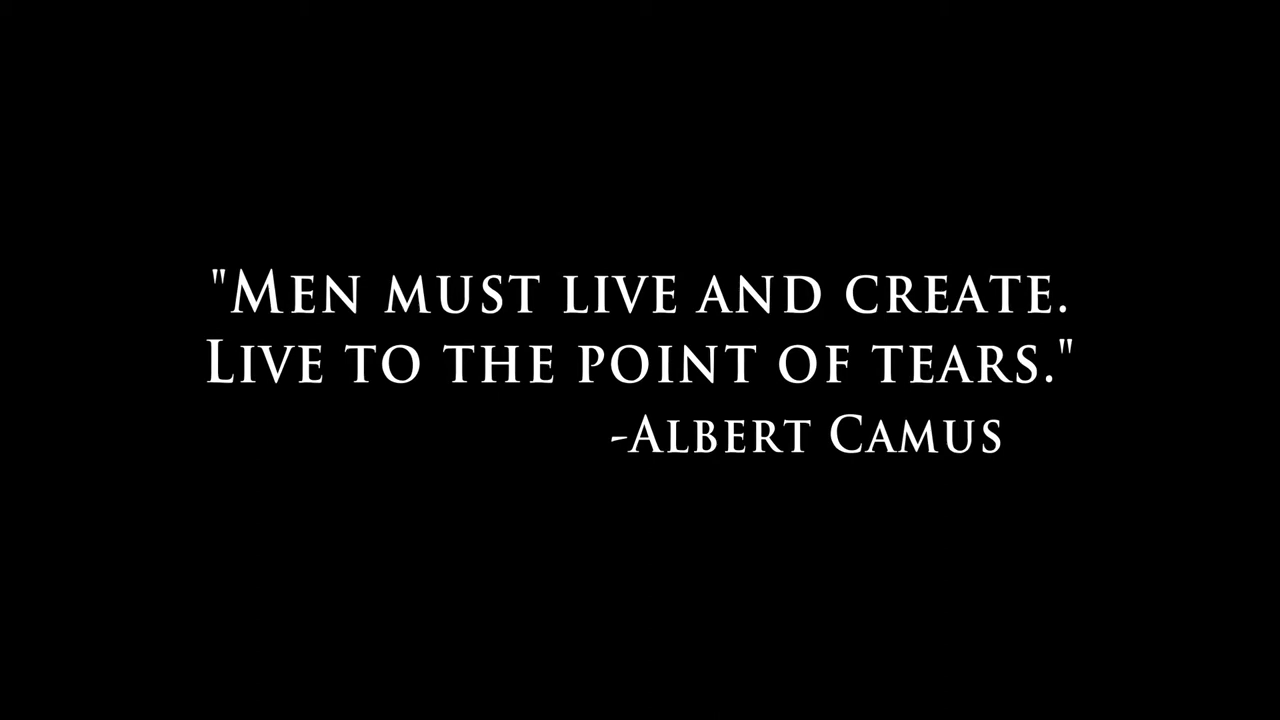 "Men must live and create.
Live to the point of tears."
-Albert Camus